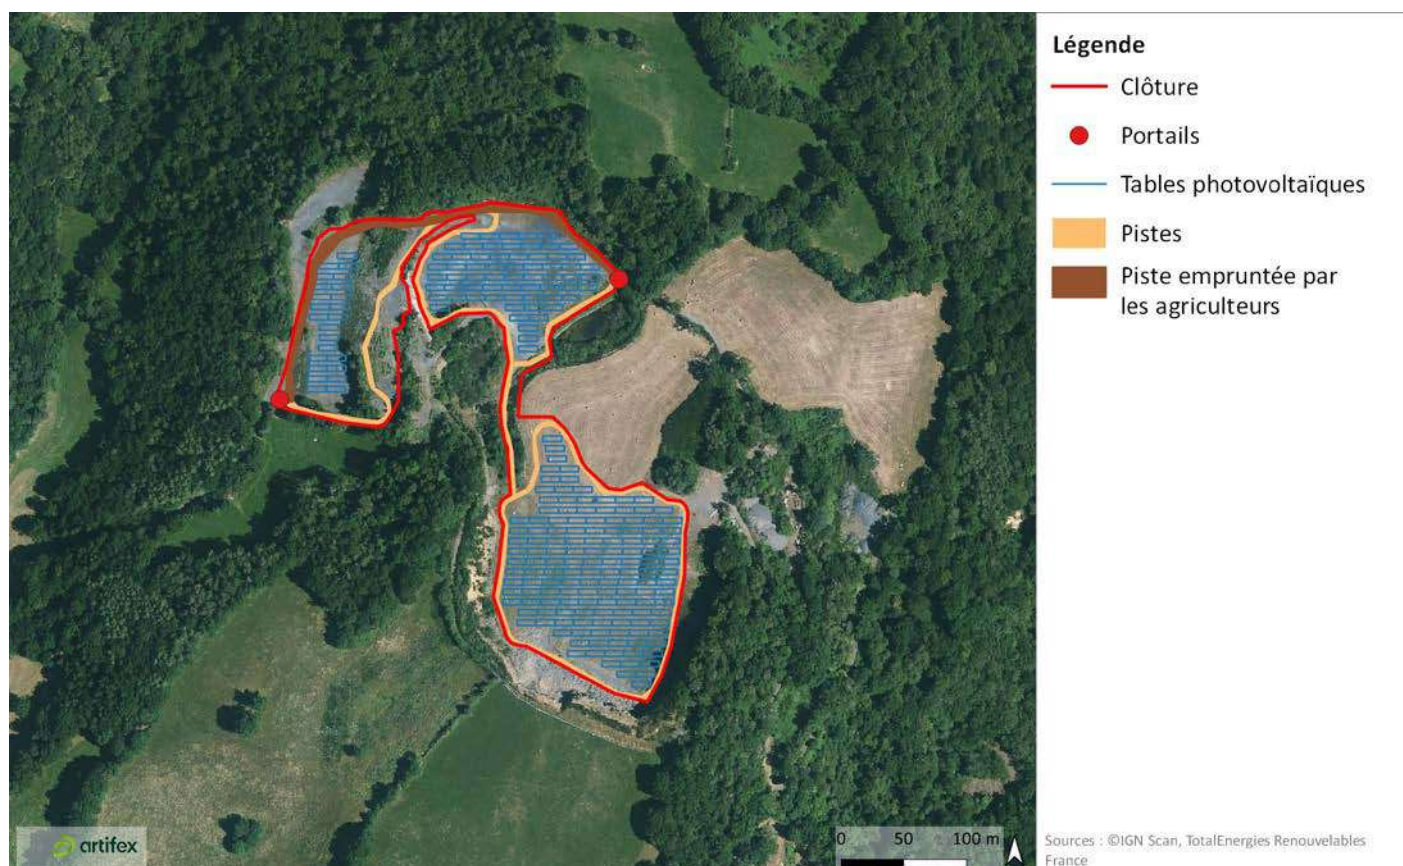 Légende
Clôture
Portails
Tables photovoltaïques
Pistes
Piste empruntée par
les agriculteurs
artifex
0 50 100 m
Sources : ©IGN Scan, TotalEnergies Renouvelables
France